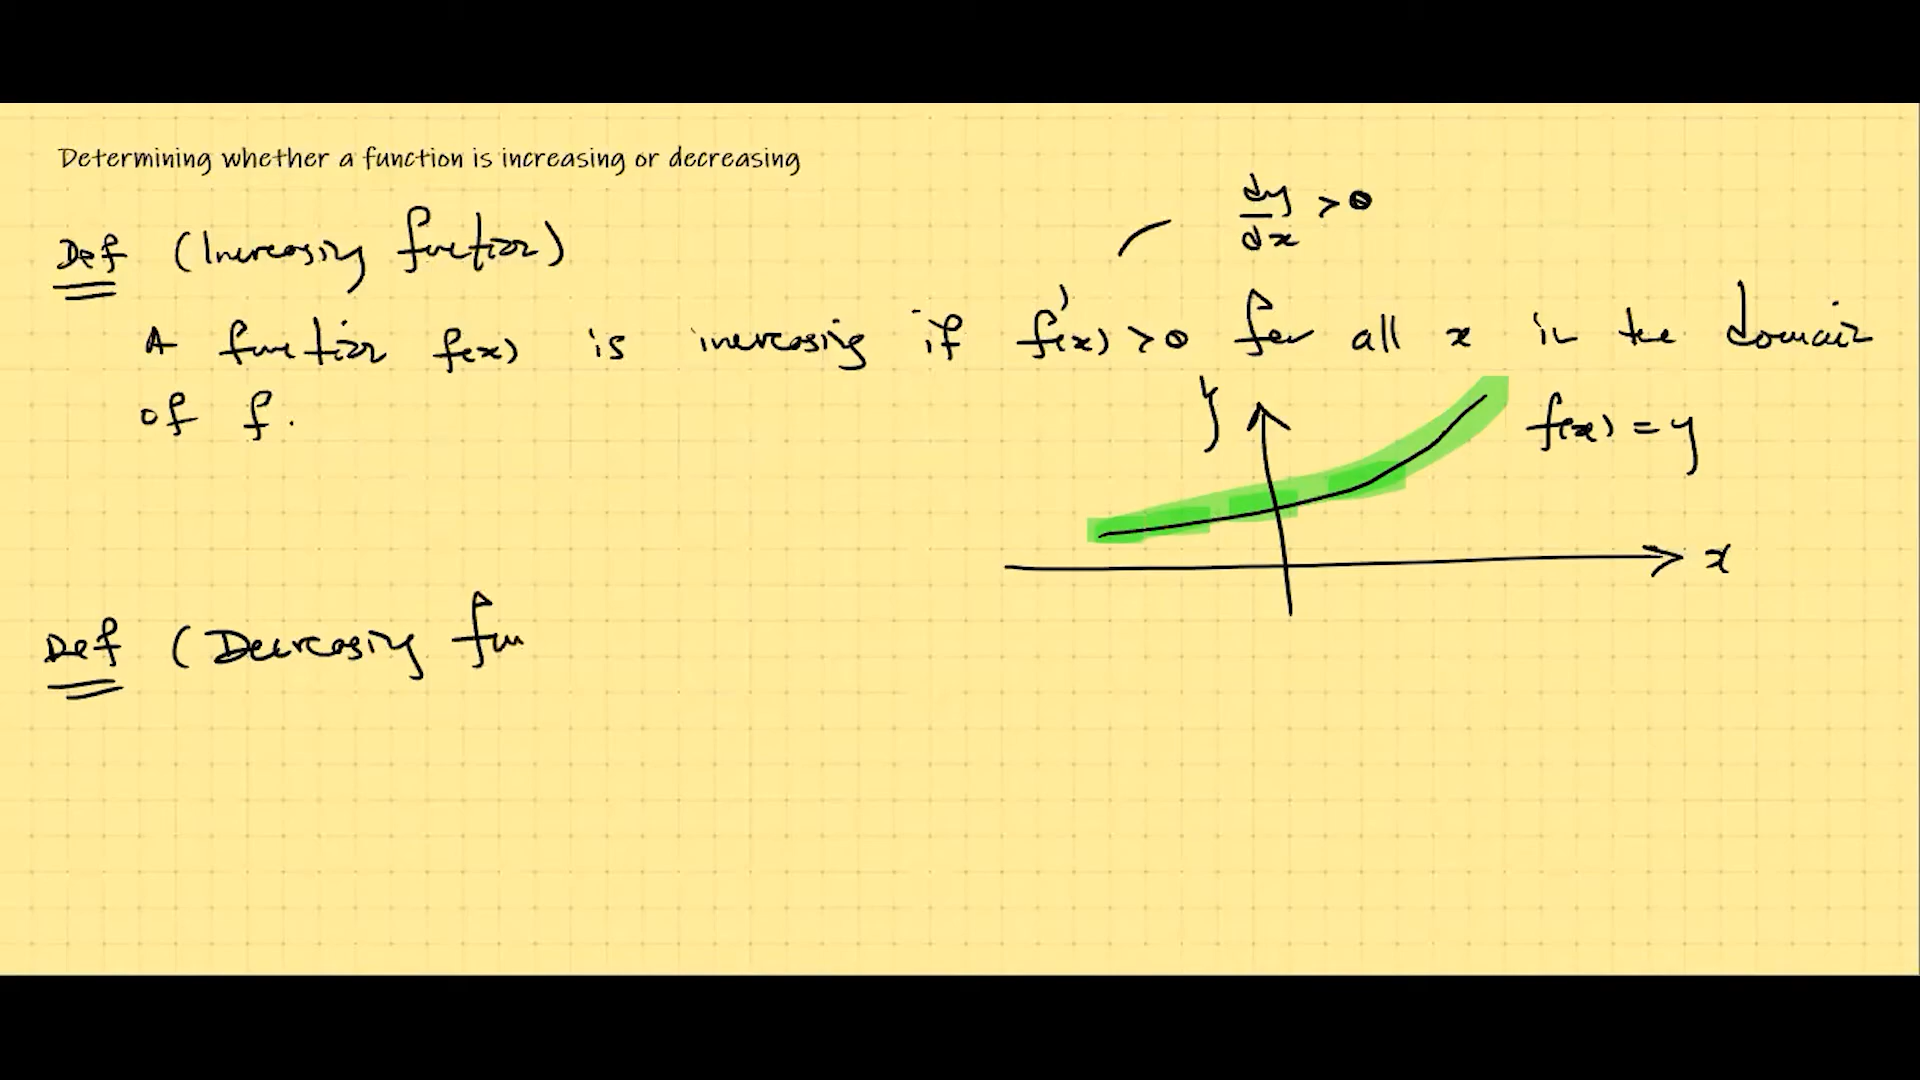 Determining whether a function is increasing or decreasing
dy/dx > 0
Def (Increasing function)
A function f(x) is increasing if f'(x) > 0 for all x in the domain
of f.
y
f(x) = y
x
Def (Decreasing fun